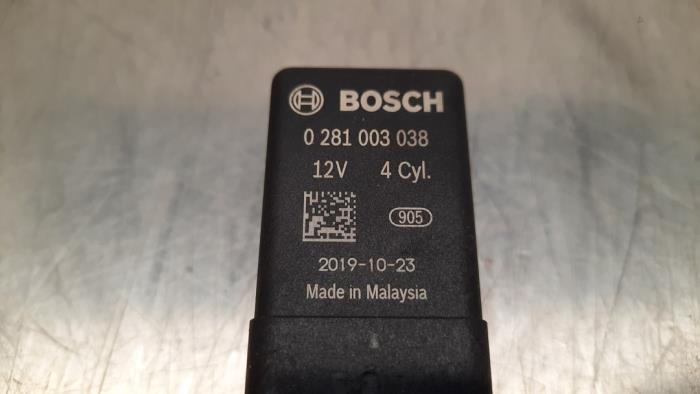 BOSCH
0 281 003 038
12V 4 Cyl.
905
2019-10-23
Made in Malaysia